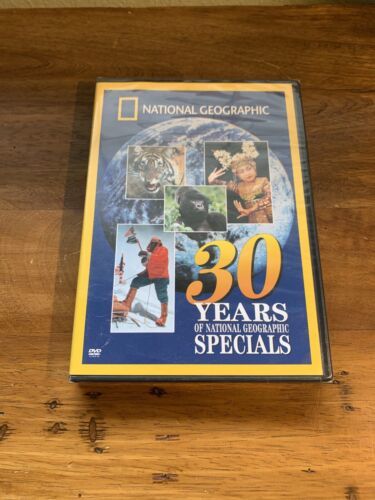 NATIONAL GEOGRAPHIC
30
YEARS
OF NATIONAL GEOGRAPHIC
SPECIALS
DVD